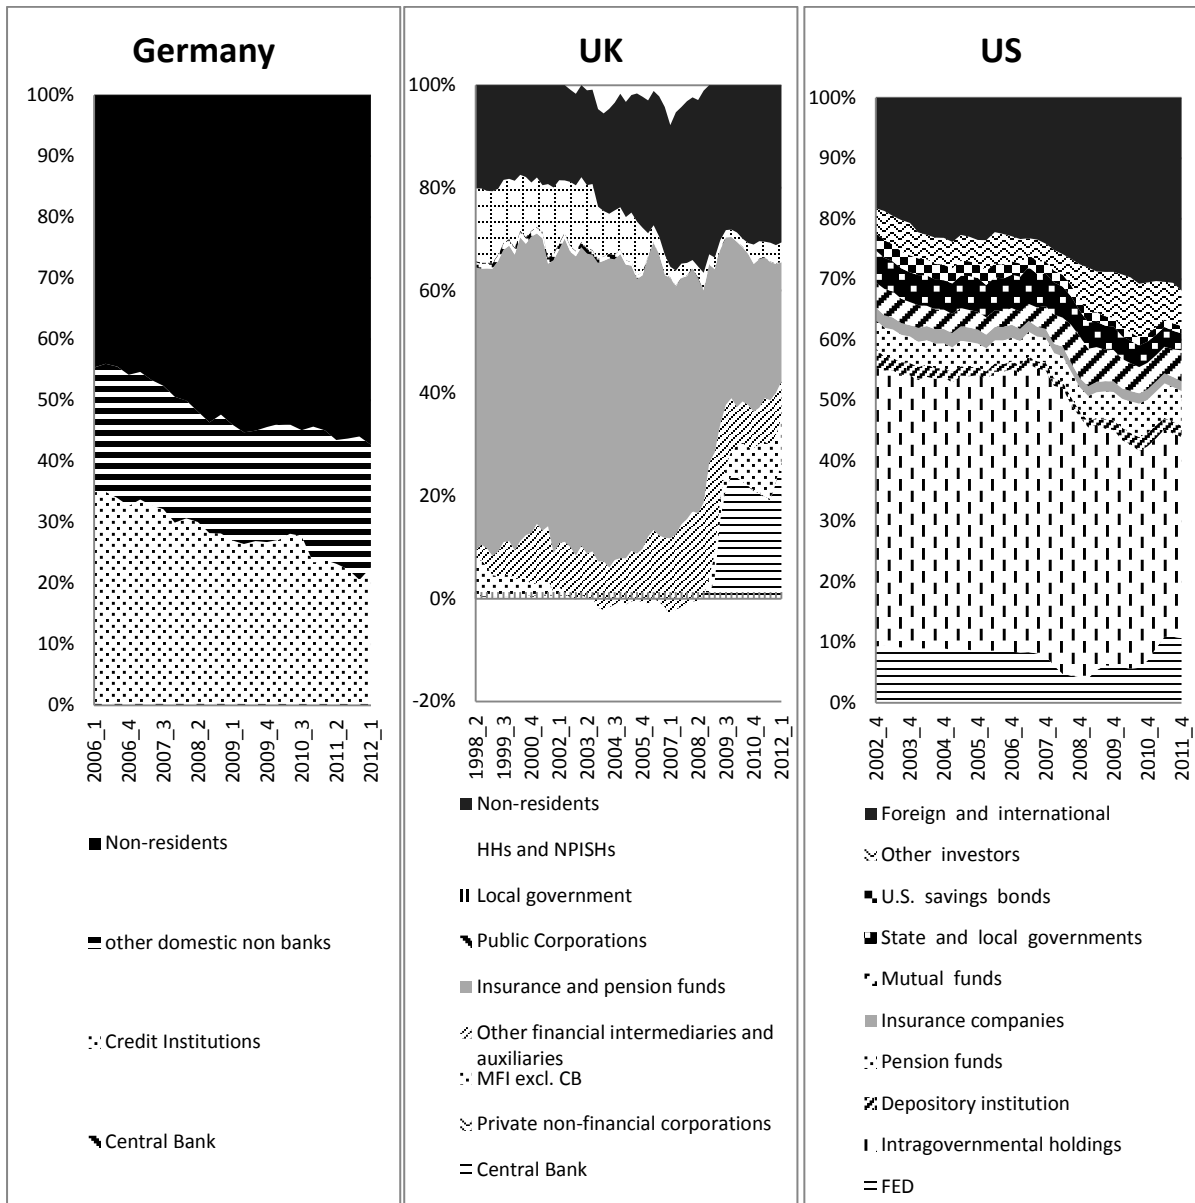 Germany
100%
90%
80%
70%
60%
50%
40%
30%
20%
10%
0%
2006_1
2006_4
2007_3
2008_2
2009_1
2009_4
2010_3
2011_2
2012_1
Non-residents
other domestic non banks
Credit Institutions
Central Bank
UK
100%
80%
60%
40%
20%
0%
-20%
1998_2
1999_3
2000_4
2002_1
2003_2
2004_3
2005_4
2007_1
2008_2
2009_3
2010_4
2012_1
Non-residents
HHs and NPISHs
Local government
Public Corporations
Insurance and pension funds
Other financial intermediaries and
auxiliaries
MFI excl. CB
Private non-financial corporations
Central Bank
US
100%
90%
80%
70%
60%
50%
40%
30%
20%
10%
0%
2002_4
2003_4
2004_4
2005_4
2006_4
2007_4
2008_4
2009_4
2010_4
2011_4
Foreign and international
Other investors
U.S. savings bonds
State and local governments
Mutual funds
Insurance companies
Pension funds
Depository institution
Intragovernmental holdings
FED